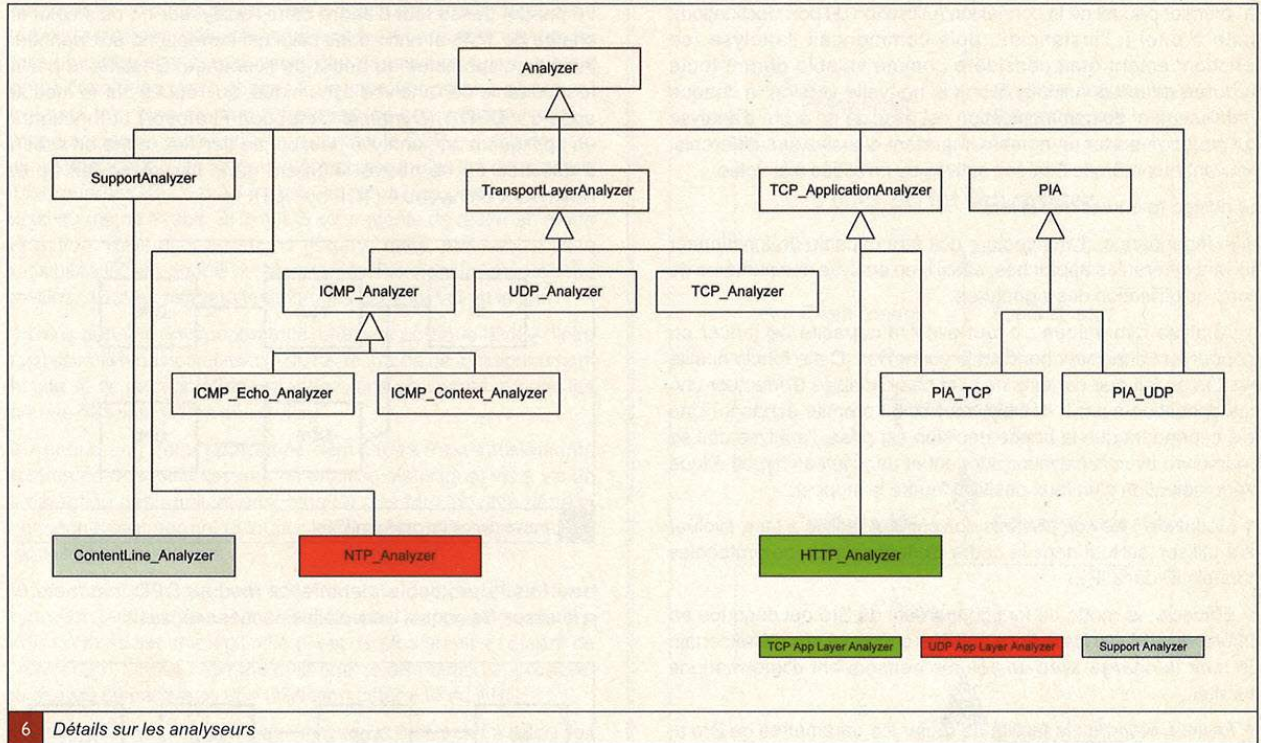 Analyzer
SupportAnalyzer
TransportLayerAnalyzer
TCP_ApplicationAnalyzer
PIA
ICMP_Analyzer
UDP_Analyzer
TCP_Analyzer
ICMP_Echo_Analyzer
ICMP_Context_Analyzer
PIA_TCP
PIA_UDP
ContentLine_Analyzer
NTP_Analyzer
HTTP_Analyzer
TCP App Layer Analyzer
UDP App Layer Analyzer
Support Analyzer
6 Détails sur les analyseurs